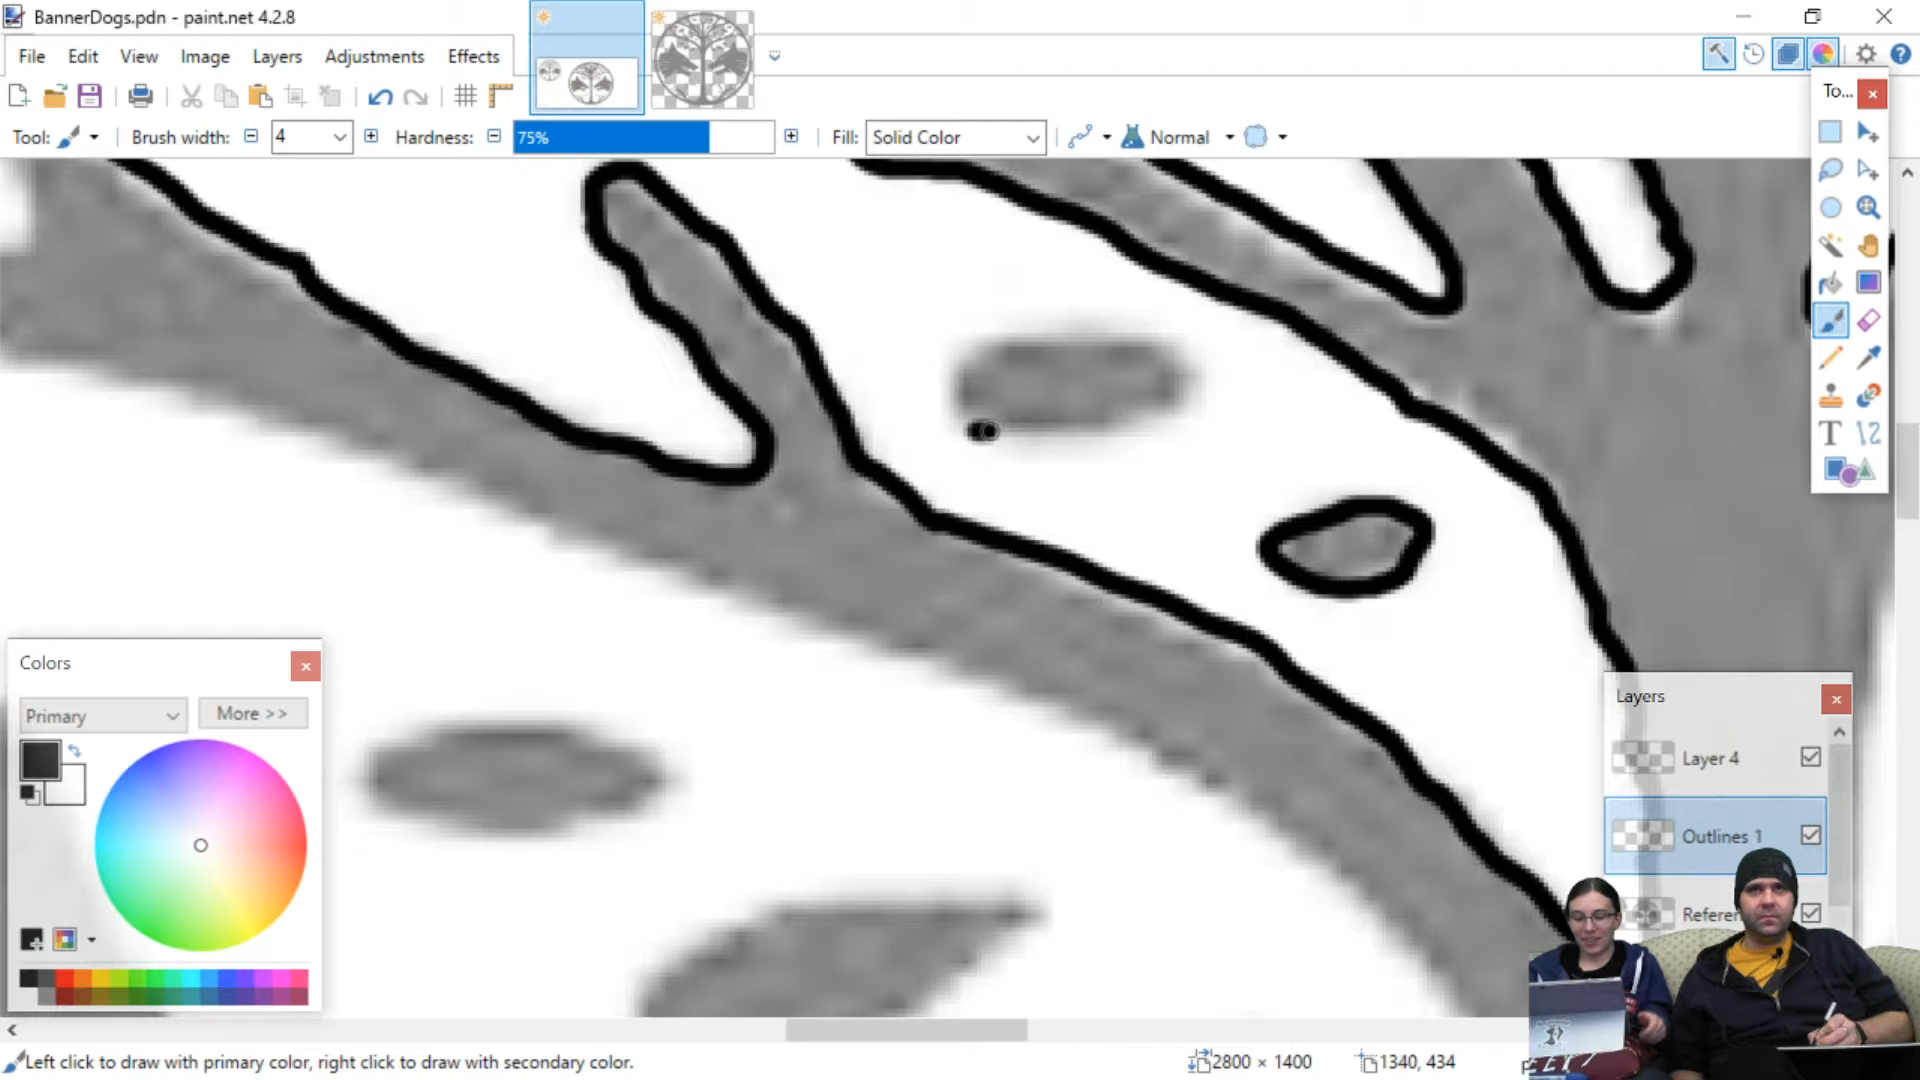 BannerDogs.pdn - paint.net 4.2.8
File Edit View Image Layers Adjustments Effects
Tool: Brush width: 4 Hardness: 75% Fill: Solid Color Normal
To...
Colors
Primary More >>
Layers
Layer 4
Outlines 1
Left click to draw with primary color, right click to draw with secondary color.
2800 × 1400 1340, 434